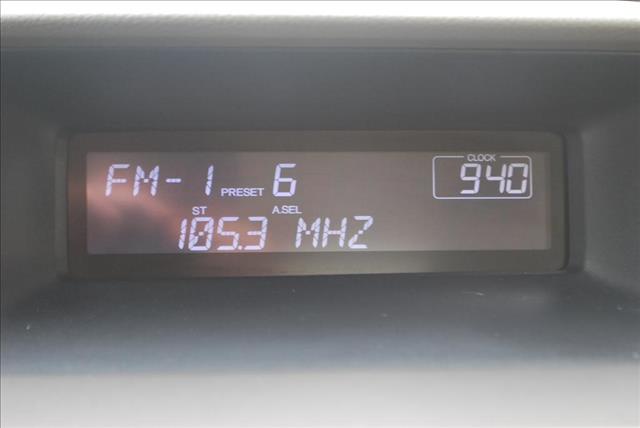 CLOCK
FM-1 PRESET 6 940
ST A.SEL
105.3 MHZ